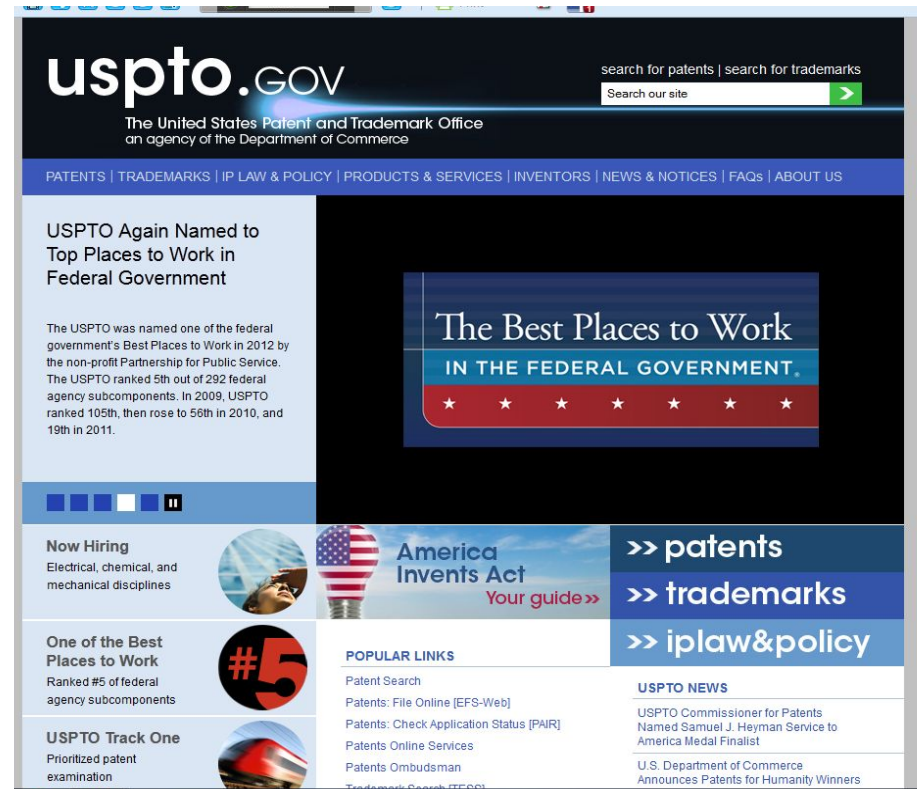 uspto.GOV
The United States Patent and Trademark Office
an agency of the Department of Commerce
search for patents | search for trademarks
Search our site
PATENTS | TRADEMARKS | IP LAW & POLICY | PRODUCTS & SERVICES | INVENTORS | NEWS & NOTICES | FAQs | ABOUT US
USPTO Again Named to
Top Places to Work in
Federal Government
The USPTO was named one of the federal
government's Best Places to Work in 2012 by
the non-profit Partnership for Public Service.
The USPTO ranked 5th out of 292 federal
agency subcomponents. In 2009, USPTO
ranked 105th, then rose to 56th in 2010, and
19th in 2011.
The Best Places to Work
IN THE FEDERAL GOVERNMENT®
Now Hiring
Electrical, chemical, and
mechanical disciplines
One of the Best
Places to Work
Ranked #5 of federal
agency subcomponents
#5
USPTO Track One
Prioritized patent
examination
America
Invents Act
Your guide »
POPULAR LINKS
Patent Search
Patents: File Online [EFS-Web]
Patents: Check Application Status [PAIR]
Patents Online Services
Patents Ombudsman
Trademark Search [TESS]
>> patents
>> trademarks
>> iplaw&policy
USPTO NEWS
USPTO Commissioner for Patents
Named Samuel J. Heyman Service to
America Medal Finalist
U.S. Department of Commerce
Announces Patents for Humanity Winners